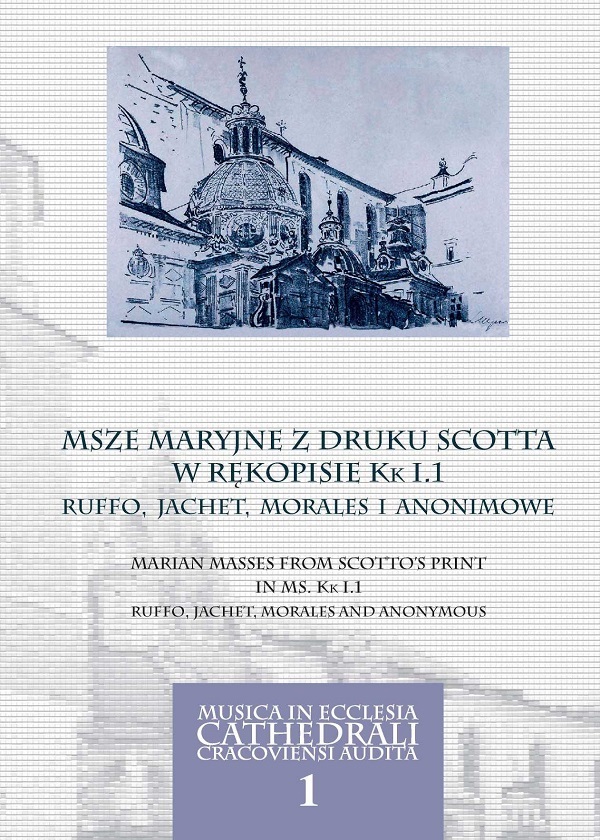 MSZE MARYJNE Z DRUKU SCOTTA
W RĘKOPISIE KK I.1
RUFFO, JACHET, MORALES I ANONIMOWE
MARIAN MASSES FROM SCOTTO'S PRINT
IN MS. KK I.1
RUFFO, JACHET, MORALES AND ANONYMOUS
MUSICA IN ECCLESIA
CATHEDRALI
CRACOVIENSI AUDITA
1